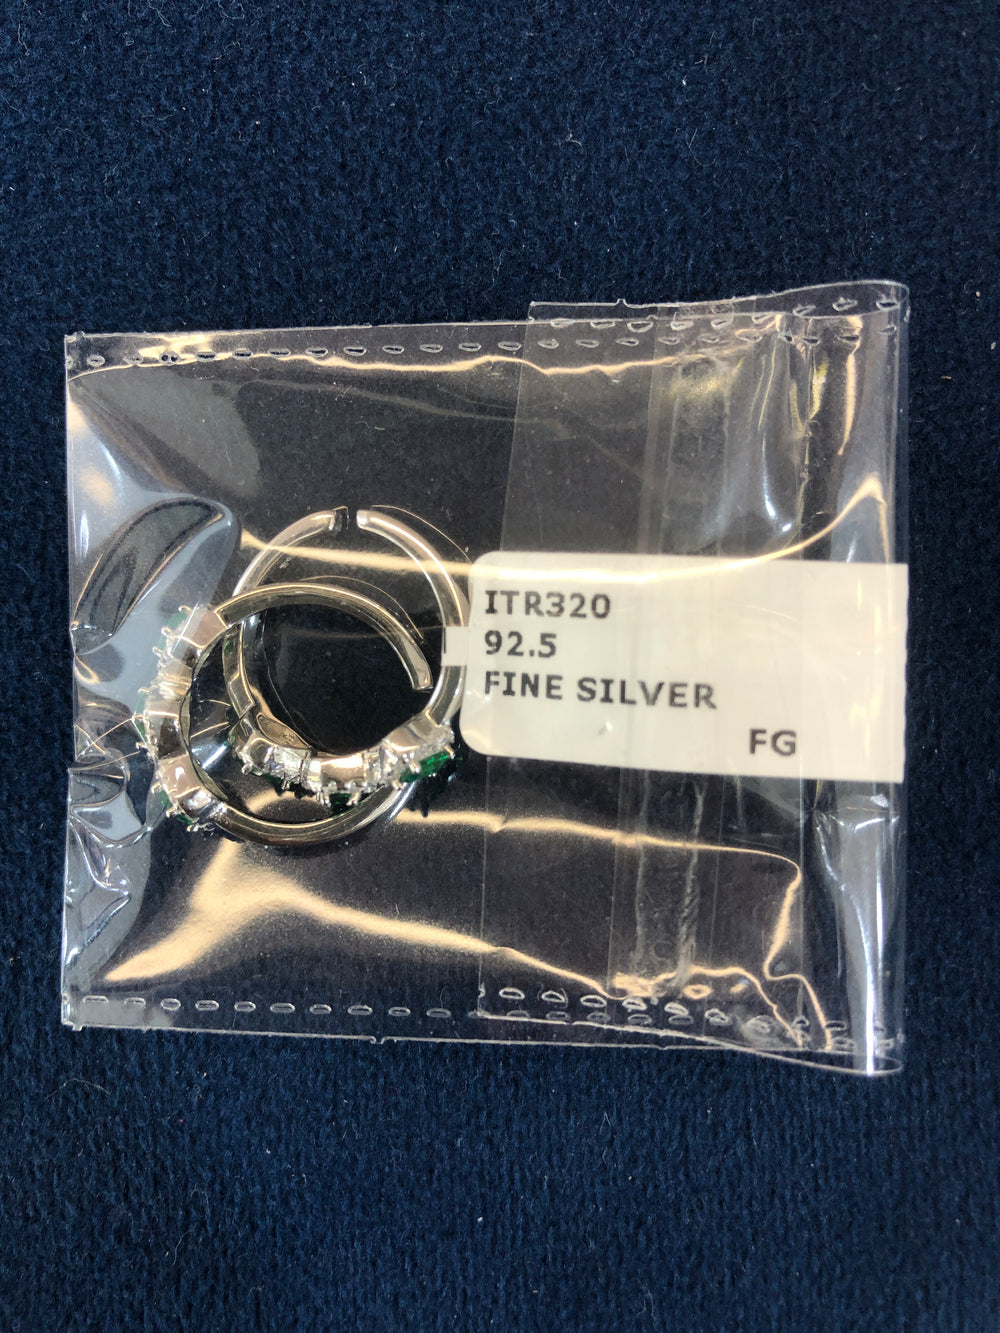 ITR320
92.5
FINE SILVER
FG